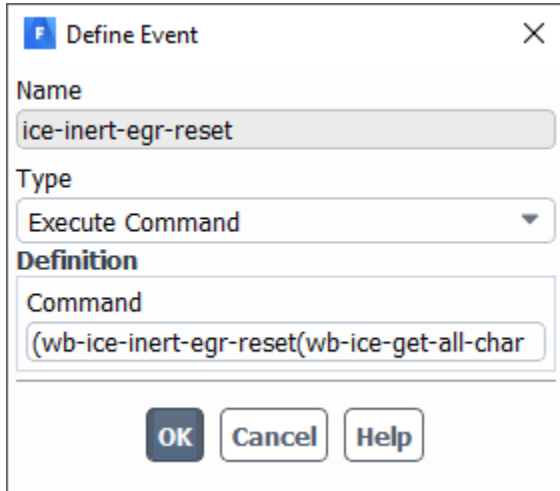 F Define Event
Name
ice-inert-egr-reset
Type
Execute Command
Definition
Command
(wb-ice-inert-egr-reset(wb-ice-get-all-char
OK Cancel Help